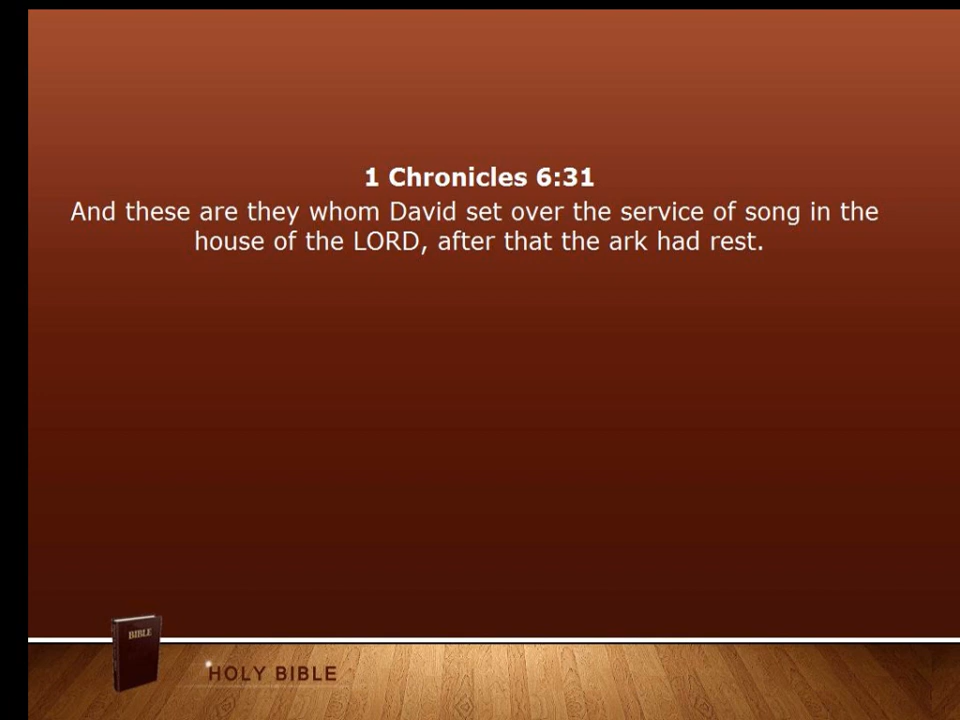 1 Chronicles 6:31
And these are they whom David set over the service of song in the
house of the LORD, after that the ark had rest.
BIBLE
HOLY BIBLE